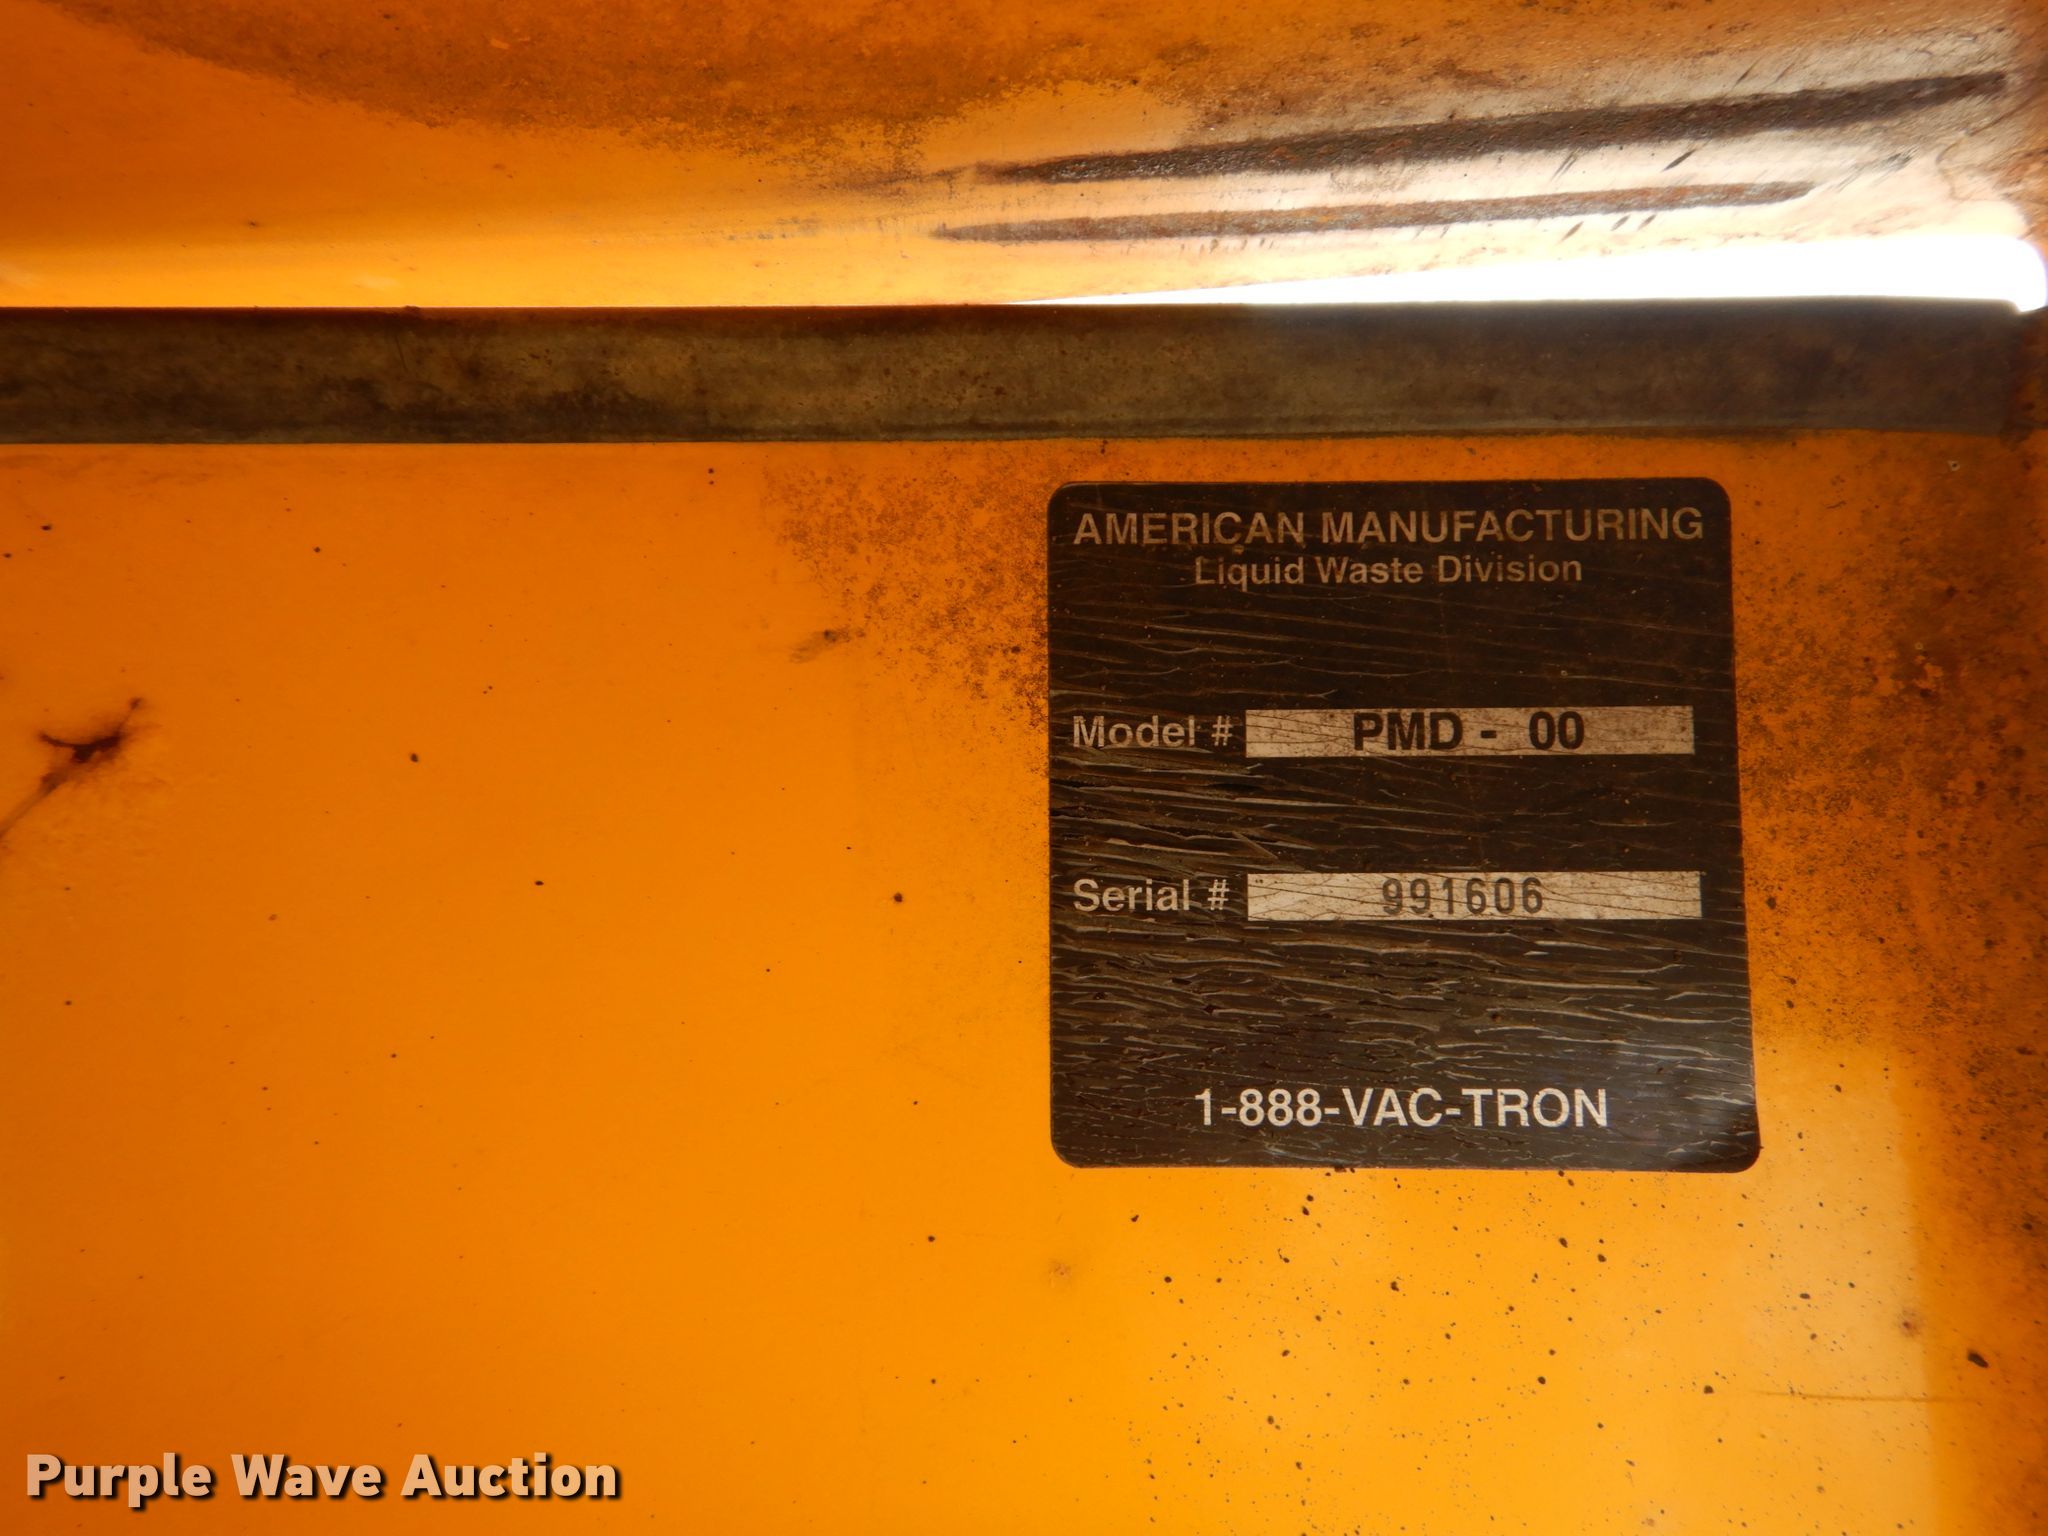 AMERICAN MANUFACTURING
Liquid Waste Division
Model # PMD - 00
Serial # 991606
1-888-VAC-TRON
Purple Wave Auction